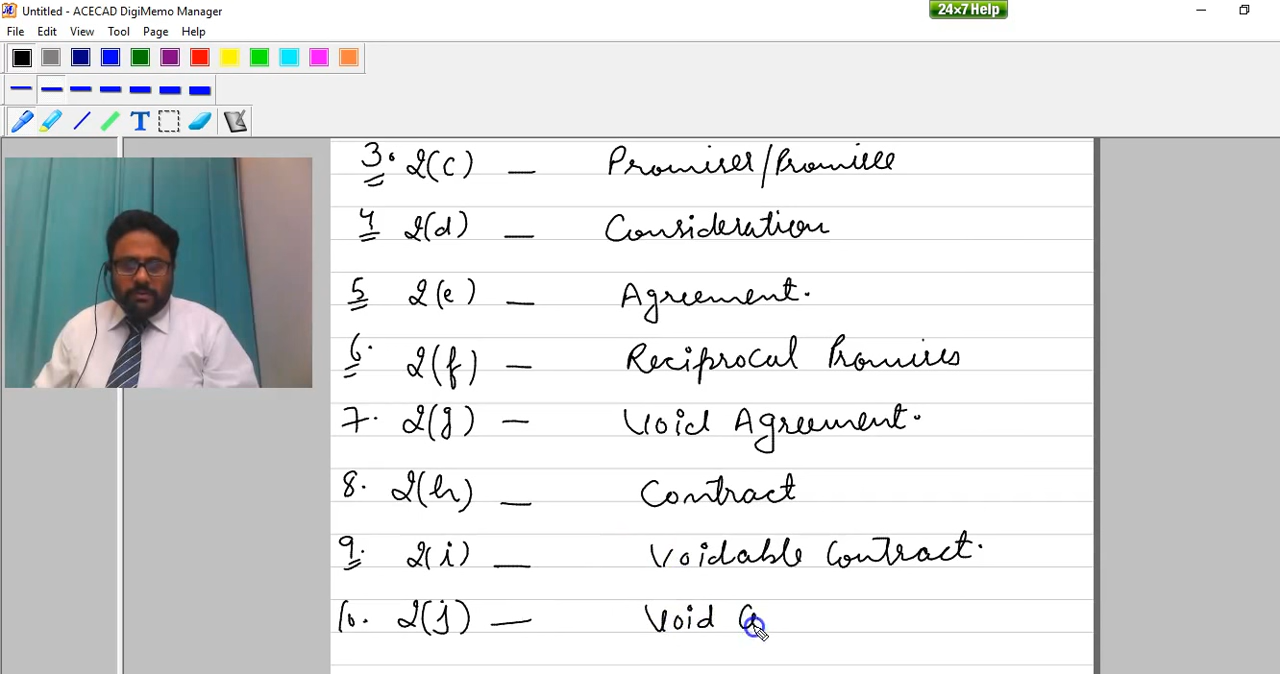 Untitled - ACECAD DigiMemo Manager
24×7 Help
File Edit View Tool Page Help
T
3. 2(c) — Promiser/Promisee
4 2(d) — Consideration
5 2(e) — Agreement.
6. 2(f) — Reciprocal Promises
7. 2(g) — Void Agreement.
8. 2(h) — Contract
9. 2(i) — Voidable Contract.
10. 2(j) — Void